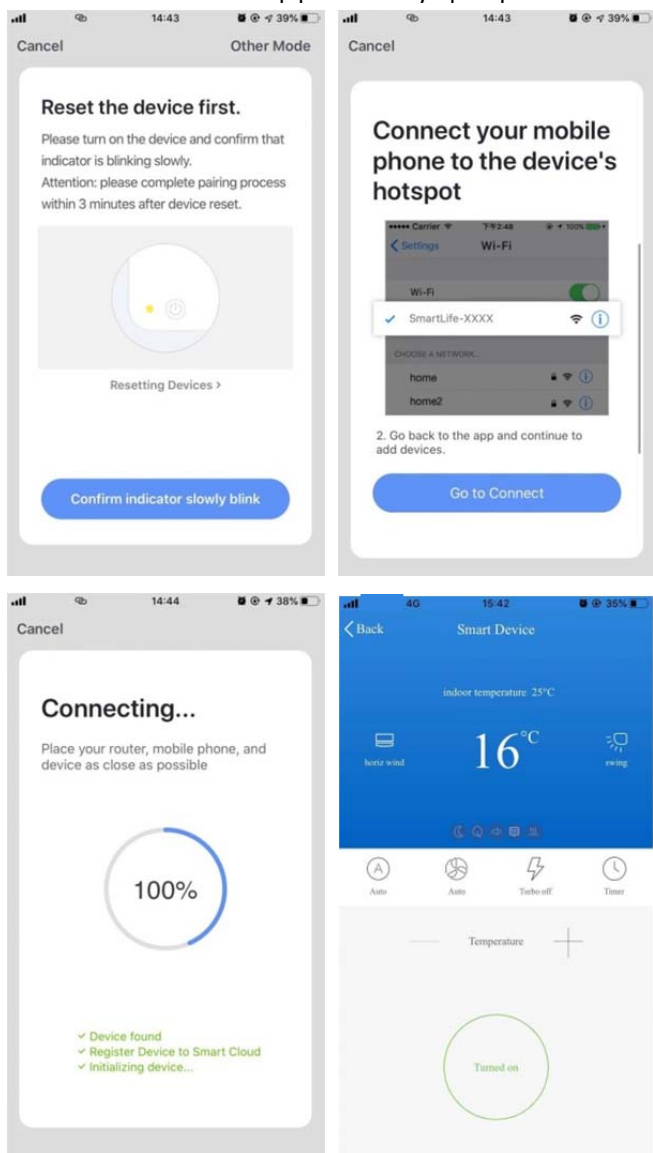 14:43
39%
Cancel
Other Mode
Reset the device first.
Please turn on the device and confirm that
indicator is blinking slowly.
Attention: please complete pairing process
within 3 minutes after device reset.
Resetting Devices >
Confirm indicator slowly blink
14:43
39%
Cancel
Connect your mobile
phone to the device's
hotspot
Carrier
下午2:48
100%
Settings
Wi-Fi
Wi-Fi
SmartLife-XXXX
CHOOSE A NETWORK...
home
home2
2. Go back to the app and continue to
add devices.
Go to Connect
14:44
38%
Cancel
Connecting...
Place your router, mobile phone, and
device as close as possible
100%
Device found
Register Device to Smart Cloud
Initializing device...
4G
15:42
35%
Back
Smart Device
indoor temperature 25°C
horiz wind
16°C
swing
A
Auto
Auto
Turbo off
Timer
Temperature
Turned on